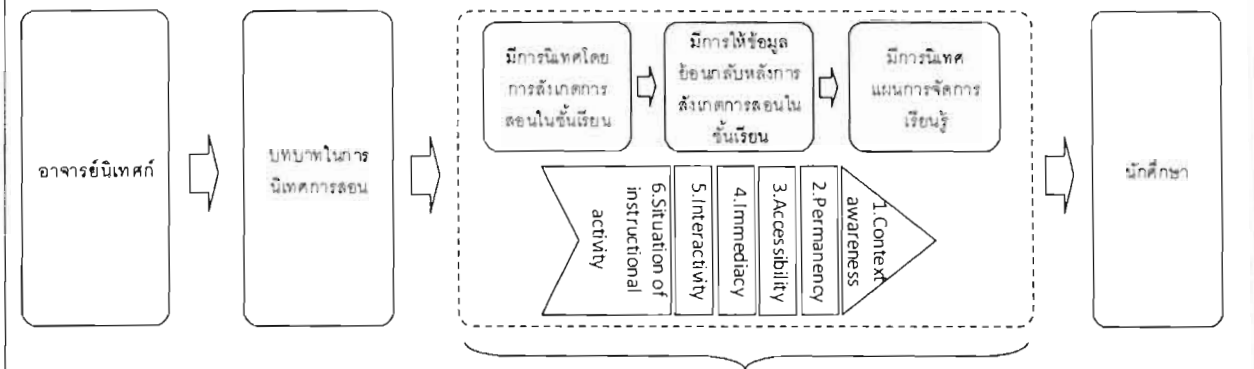 อาจารย์นิเทศก์
บทบาทในการ
นิเทศการสอน
มีการนิเทศโดย
การสังเกตการ
สอนในชั้นเรียน
มีการให้ข้อมูล
ย้อนกลับหลังการ
สังเกตการสอนใน
ชั้นเรียน
มีการนิเทศ
แผนการจัดการ
เรียนรู้
1.Context
awareness
2.Permanency
3.Accessibility
4.Immediacy
5.Interactivity
6.Situation of
instructional
activity
นักศึกษา